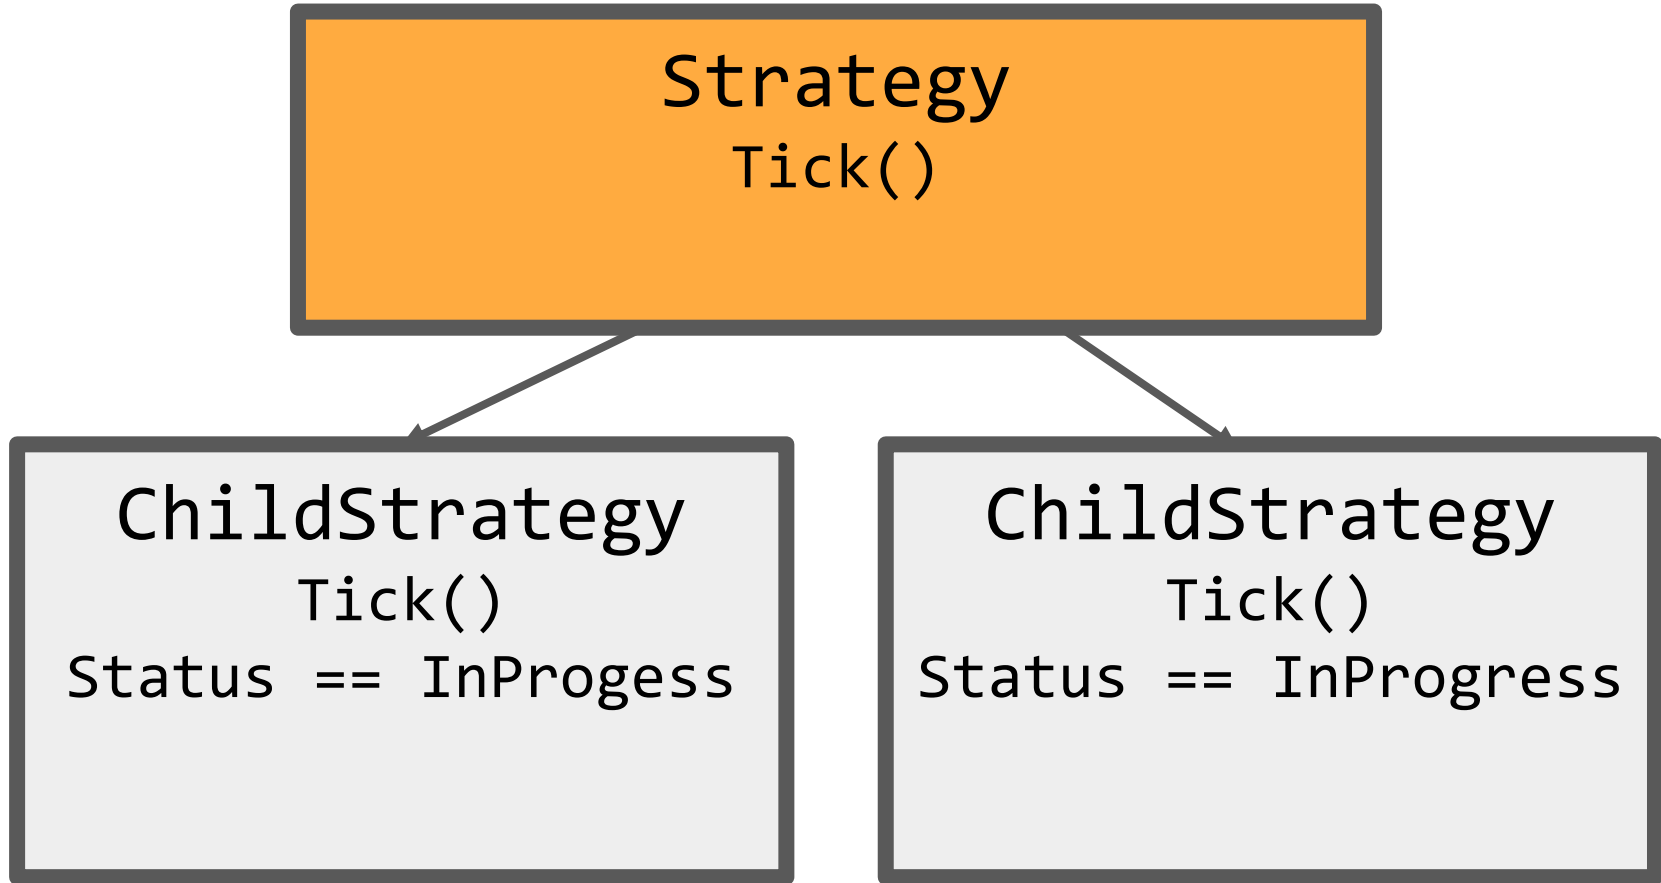 Strategy
Tick()
ChildStrategy
Tick()
Status == InProgess
ChildStrategy
Tick()
Status == InProgress